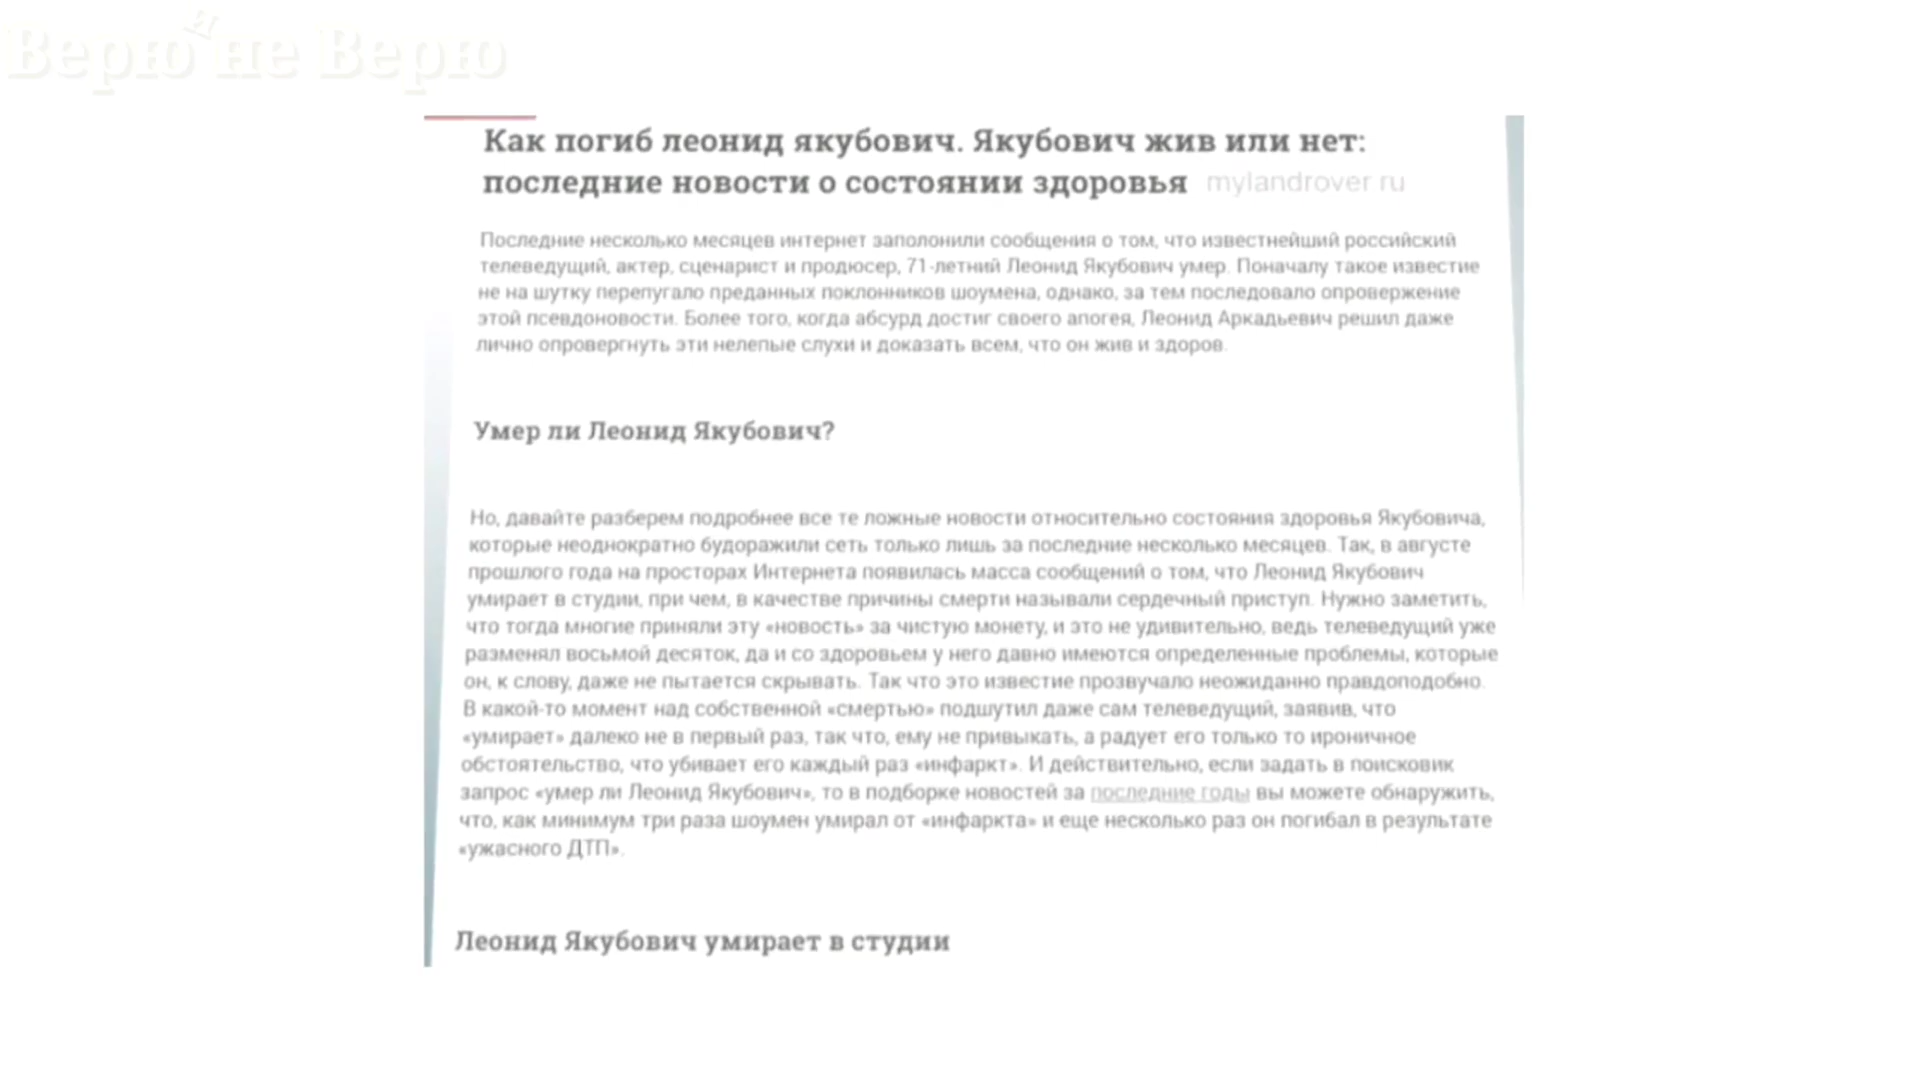 Верю не Верю
Как погиб леонид якубович. Якубович жив или нет:
последние новости о состоянии здоровья mylandrover ru
Последние несколько месяцев интернет заполонили сообщения о том, что известнейший российский
телеведущий, актер, сценарист и продюсер, 71-летний Леонид Якубович умер. Поначалу такое известие
не на шутку перепугало преданных поклонников шоумена, однако, за тем последовало опровержение
этой псевдоновости. Более того, когда абсурд достиг своего апогея, Леонид Аркадьевич решил даже
лично опровергнуть эти нелепые слухи и доказать всем, что он жив и здоров.
Умер ли Леонид Якубович?
Но, давайте разберем подробнее все те ложные новости относительно состояния здоровья Якубовича,
которые неоднократно будоражили сеть только лишь за последние несколько месяцев. Так, в августе
прошлого года на просторах Интернета появилась масса сообщений о том, что Леонид Якубович
умирает в студии, при чем, в качестве причины смерти называли сердечный приступ. Нужно заметить,
что тогда многие приняли эту «новость» за чистую монету, и это не удивительно, ведь телеведущий уже
разменял восьмой десяток, да и со здоровьем у него давно имеются определенные проблемы, которые
он, к слову, даже не пытается скрывать. Так что это известие прозвучало неожиданно правдоподобно.
В какой-то момент над собственной «смертью» подшутил даже сам телеведущий, заявив, что
«умирает» далеко не в первый раз, так что, ему не привыкать, а радует его только то ироничное
обстоятельство, что убивает его каждый раз «инфаркт». И действительно, если задать в поисковик
запрос «умер ли Леонид Якубович», то в подборке новостей за последние годы вы можете обнаружить,
что, как минимум три раза шоумен умирал от «инфаркта» и еще несколько раз он погибал в результате
«ужасного ДТП».
Леонид Якубович умирает в студии